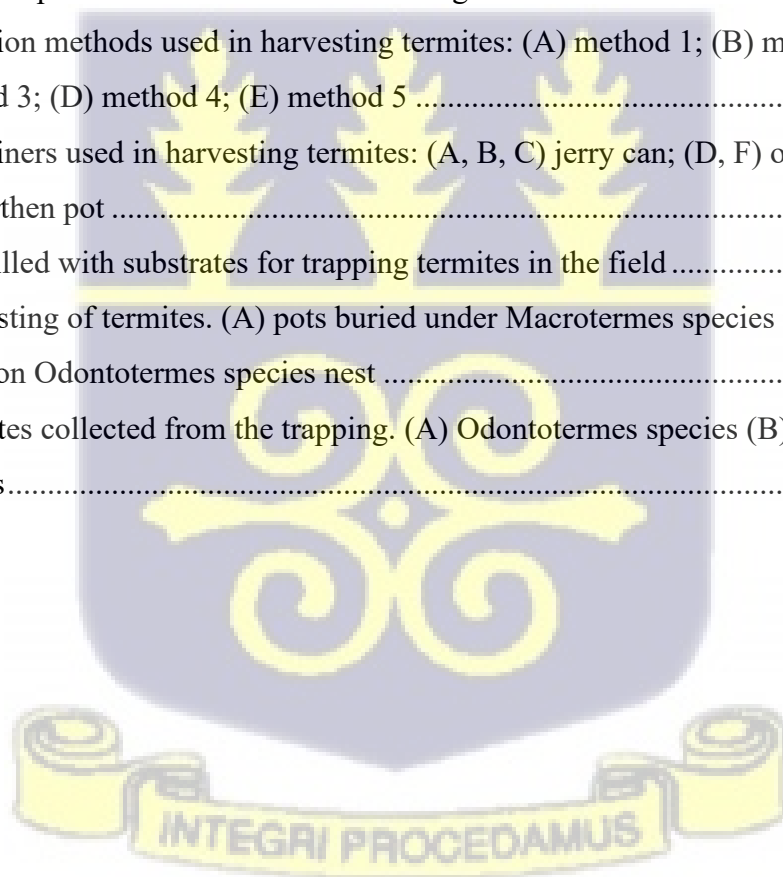 ion methods used in harvesting termites: (A) method 1; (B) m
d 3; (D) method 4; (E) method 5 ..........................................................
iners used in harvesting termites: (A, B, C) jerry can; (D, F) o
then pot ....................................................................................................
illed with substrates for trapping termites in the field ..............
sting of termites. (A) pots buried under Macrotermes species
on Odontotermes species nest ..............................................................
tes collected from the trapping. (A) Odontotermes species (B)
s.................................................................................................................
INTEGRI PROCEDAMUS